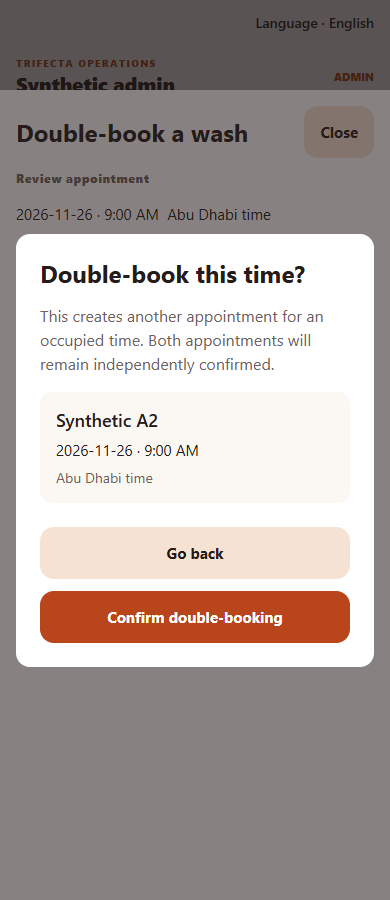 Language · English
TRIFECTA OPERATIONS
Synthetic admin
ADMIN
Double-book a wash
Close
Review appointment
2026-11-26 · 9:00 AM Abu Dhabi time
Double-book this time?
This creates another appointment for an
occupied time. Both appointments will
remain independently confirmed.
Synthetic A2
2026-11-26 · 9:00 AM
Abu Dhabi time
Go back
Confirm double-booking